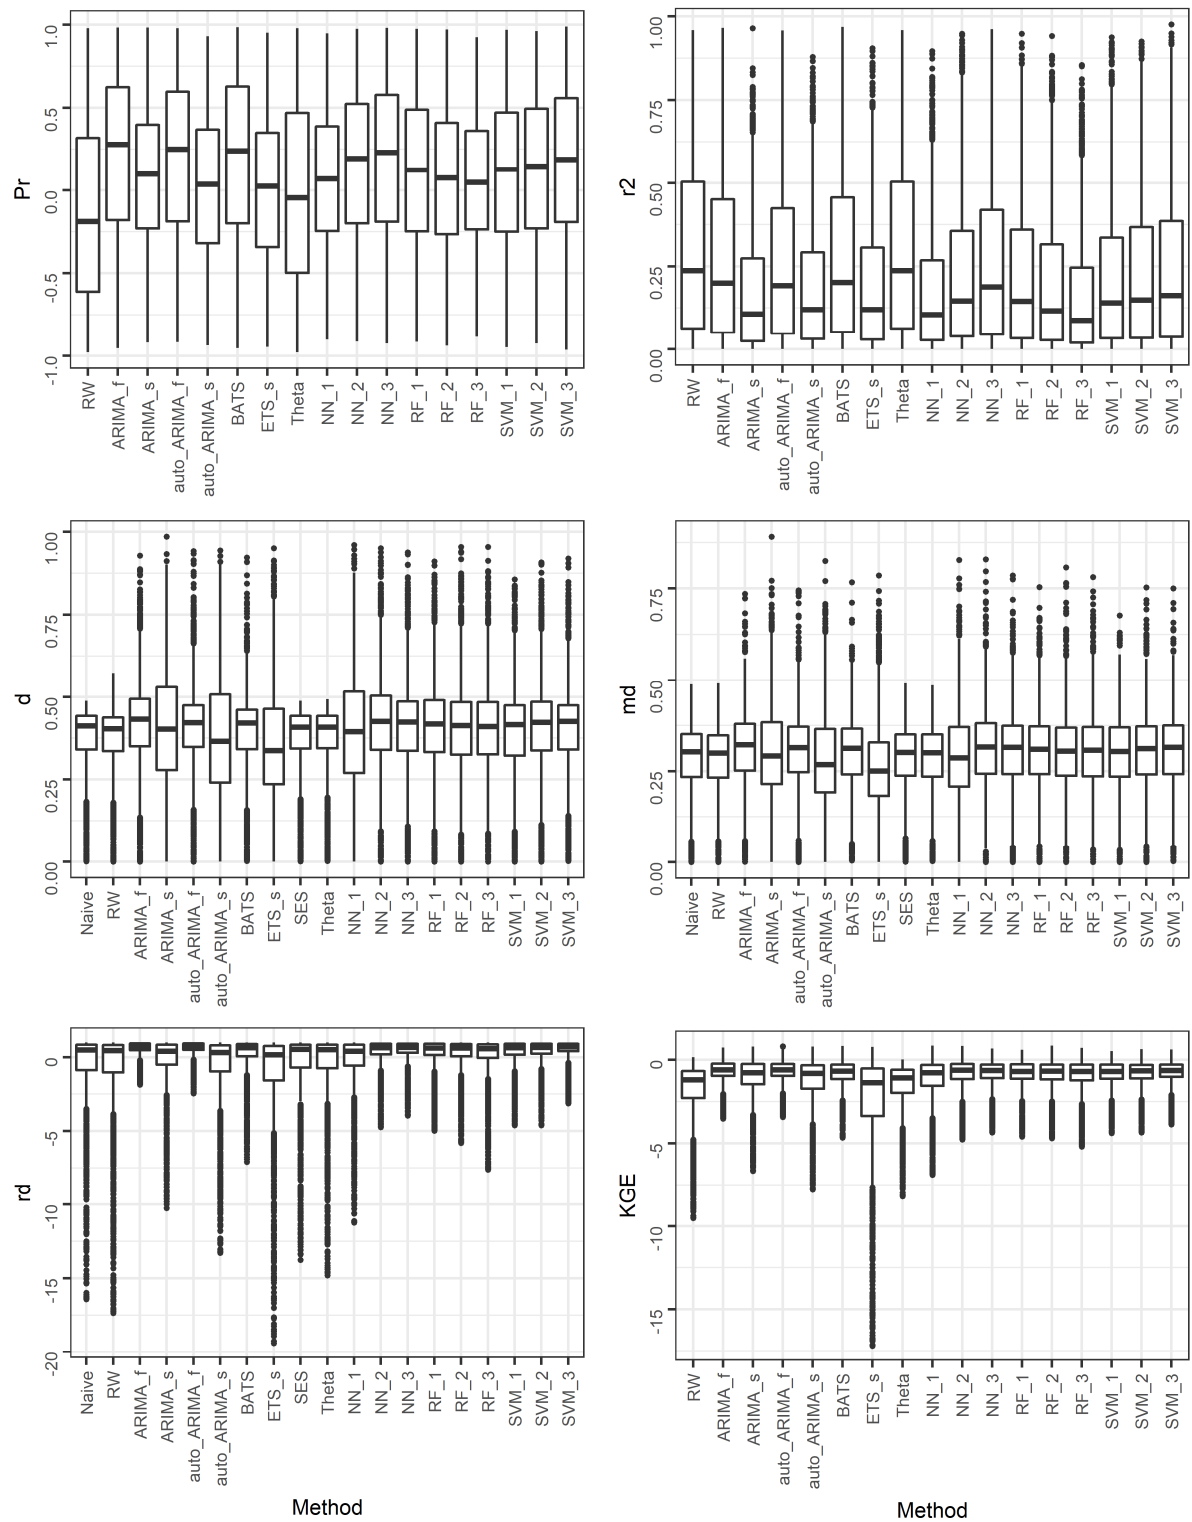 1.0
0.5
0.0
-0.5
-1.0
Pr
RW
ARIMA_f
ARIMA_s
auto_ARIMA_f
auto_ARIMA_s
BATS
ETS_s
Theta
NN_1
NN_2
NN_3
RF_1
RF_2
RF_3
SVM_1
SVM_2
SVM_3
1.00
0.75
0.50
0.25
0.00
r2
RW
ARIMA_f
ARIMA_s
auto_ARIMA_f
auto_ARIMA_s
BATS
ETS_s
Theta
NN_1
NN_2
NN_3
RF_1
RF_2
RF_3
SVM_1
SVM_2
SVM_3
1.00
0.75
0.50
0.25
0.00
d
Naive
RW
ARIMA_f
ARIMA_s
auto_ARIMA_f
auto_ARIMA_s
BATS
ETS_s
SES
Theta
NN_1
NN_2
NN_3
RF_1
RF_2
RF_3
SVM_1
SVM_2
SVM_3
0.75
0.50
0.25
0.00
md
Naive
RW
ARIMA_f
ARIMA_s
auto_ARIMA_f
auto_ARIMA_s
BATS
ETS_s
SES
Theta
NN_1
NN_2
NN_3
RF_1
RF_2
RF_3
SVM_1
SVM_2
SVM_3
0
-5
-10
-15
-20
rd
Naive
RW
ARIMA_f
ARIMA_s
auto_ARIMA_f
auto_ARIMA_s
BATS
ETS_s
SES
Theta
NN_1
NN_2
NN_3
RF_1
RF_2
RF_3
SVM_1
SVM_2
SVM_3
Method
0
-5
-10
-15
KGE
RW
ARIMA_f
ARIMA_s
auto_ARIMA_f
auto_ARIMA_s
BATS
ETS_s
Theta
NN_1
NN_2
NN_3
RF_1
RF_2
RF_3
SVM_1
SVM_2
SVM_3
Method